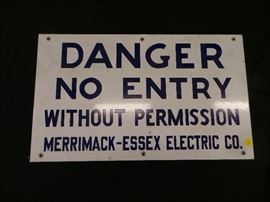 DANGER
NO ENTRY
WITHOUT PERMISSION
MERRIMACK-ESSEX ELECTRIC CO.